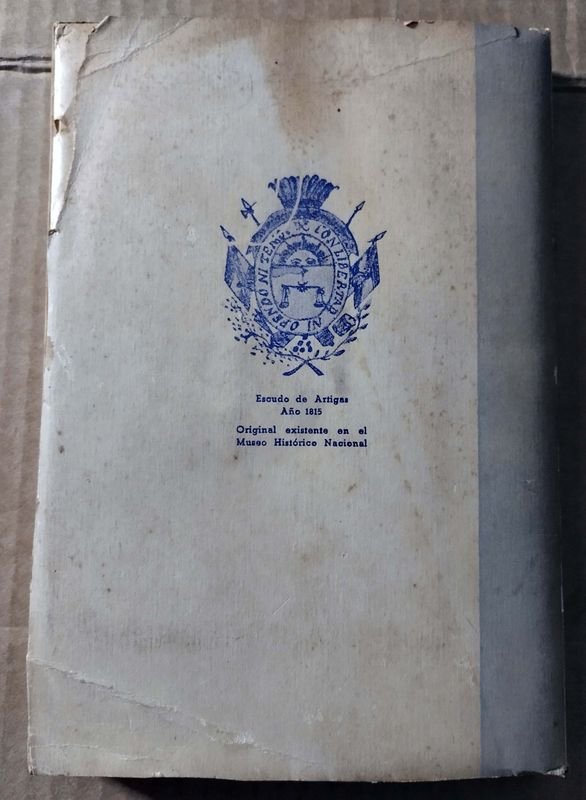 CON LIBERTAD NI OFENDO NI TEMO
Escudo de Artigas
Año 1815
Original existente en el
Museo Histórico Nacional